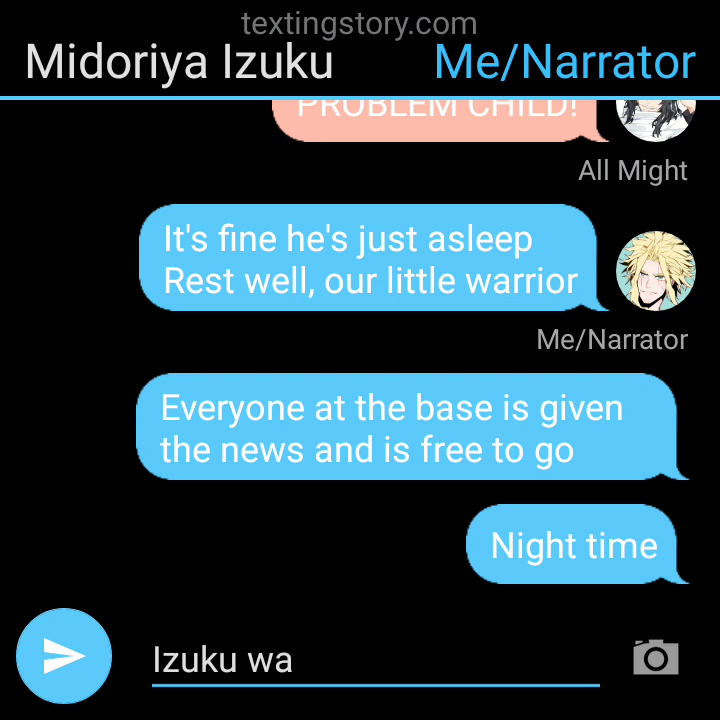 textingstory.com
Midoriya Izuku Me/Narrator
PROBLEM CHILD!
All Might
It's fine he's just asleep
Rest well, our little warrior
Me/Narrator
Everyone at the base is given
the news and is free to go
Night time
Izuku wa